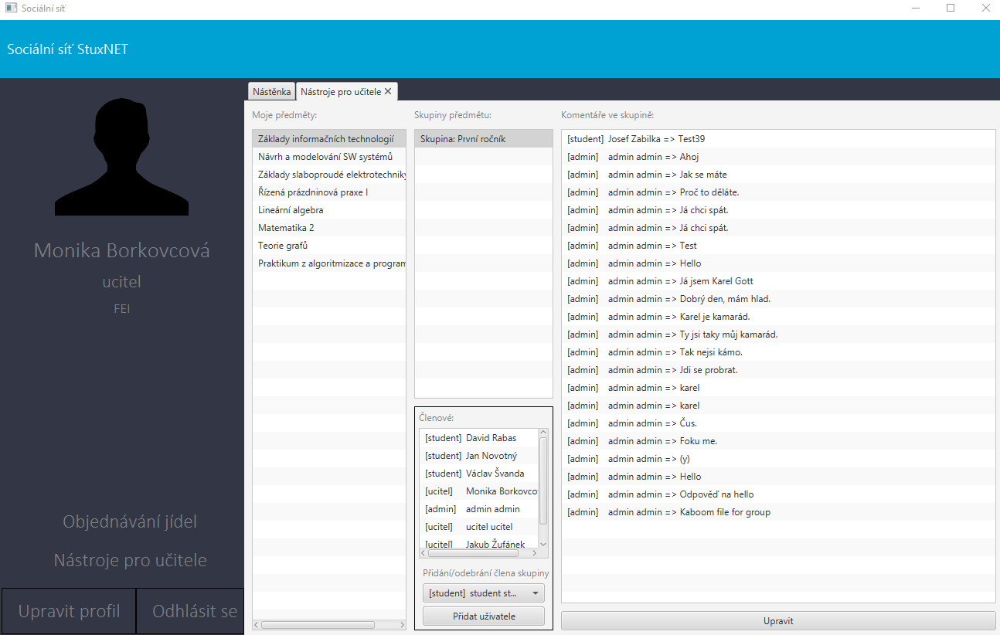 Sociální síť
Sociální síť StuxNET
Monika Borkovcová
ucitel
FEI
Objednávání jídel
Nástroje pro učitele
Upravit profil
Odhlásit se
Nástěnka
Nástroje pro učitele
Moje předměty:
Základy informačních technologií
Návrh a modelování SW systémů
Základy slaboproudé elektrotechniky
Řízená prázdninová praxe I
Lineární algebra
Matematika 2
Teorie grafů
Praktikum z algoritmizace a program
Skupiny předmětu:
Skupina: První ročník
Členové:
[student] David Rabas
[student] Jan Novotný
[student] Václav Švanda
[ucitel] Monika Borkovco
[admin] admin admin
[ucitel] ucitel ucitel
[ucitel] Jakub Žufánek
Přidání/odebrání člena skupiny
[student] student st...
Přidat uživatele
Komentáře ve skupině:
[student] Josef Zabilka => Test39
[admin] admin admin => Ahoj
[admin] admin admin => Jak se máte
[admin] admin admin => Proč to děláte.
[admin] admin admin => Já chci spát.
[admin] admin admin => Já chci spát.
[admin] admin admin => Test
[admin] admin admin => Hello
[admin] admin admin => Já jsem Karel Gott
[admin] admin admin => Dobrý den, mám hlad.
[admin] admin admin => Karel je kamarád.
[admin] admin admin => Ty jsi taky můj kamarád.
[admin] admin admin => Tak nejsi kámo.
[admin] admin admin => Jdi se probrat.
[admin] admin admin => karel
[admin] admin admin => karel
[admin] admin admin => Čus.
[admin] admin admin => Foku me.
[admin] admin admin => (y)
[admin] admin admin => Hello
[admin] admin admin => Odpověď na hello
[admin] admin admin => Kaboom file for group
Upravit